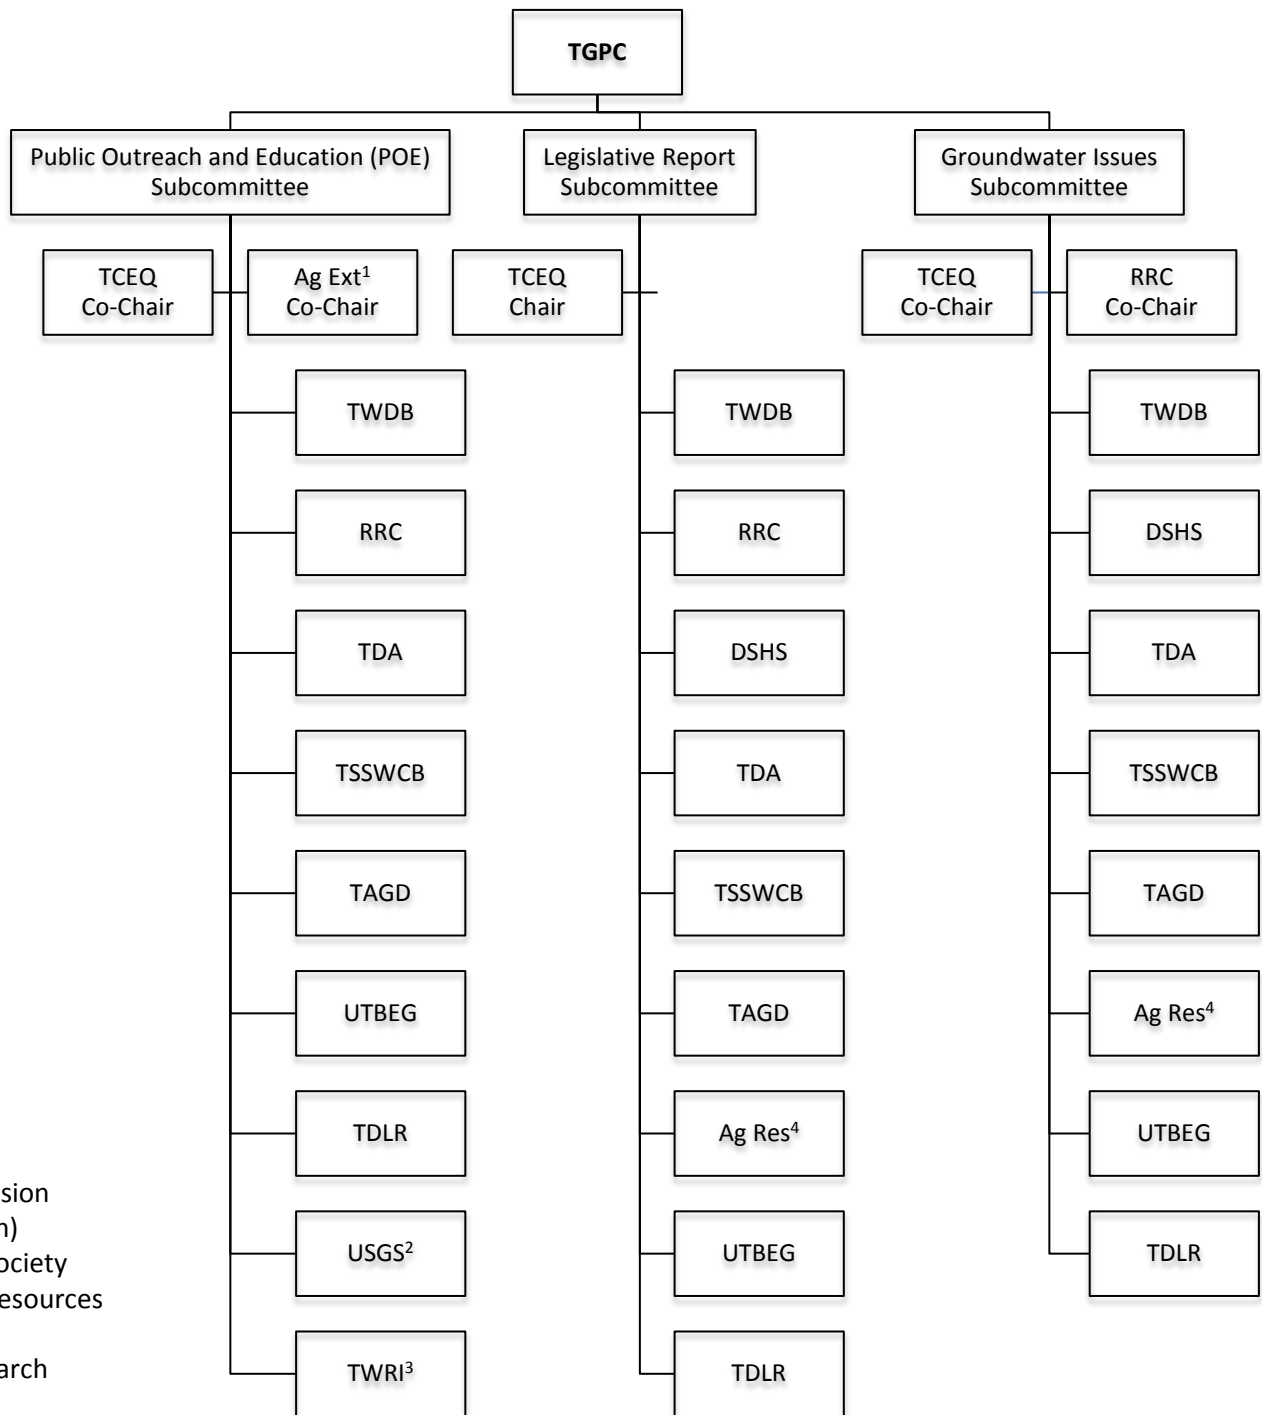 TGPC
Public Outreach and Education (POE)
Subcommittee
TCEQ
Co-Chair
Ag Ext¹
Co-Chair
TWDB
RRC
TDA
TSSWCB
TAGD
UTBEG
TDLR
USGS²
TWRI³
Legislative Report
Subcommittee
TCEQ
Chair
TWDB
RRC
DSHS
TDA
TSSWCB
TAGD
Ag Res⁴
UTBEG
TDLR
Groundwater Issues
Subcommittee
TCEQ
Co-Chair
RRC
Co-Chair
TWDB
DSHS
TDA
TSSWCB
TAGD
Ag Res⁴
UTBEG
TDLR